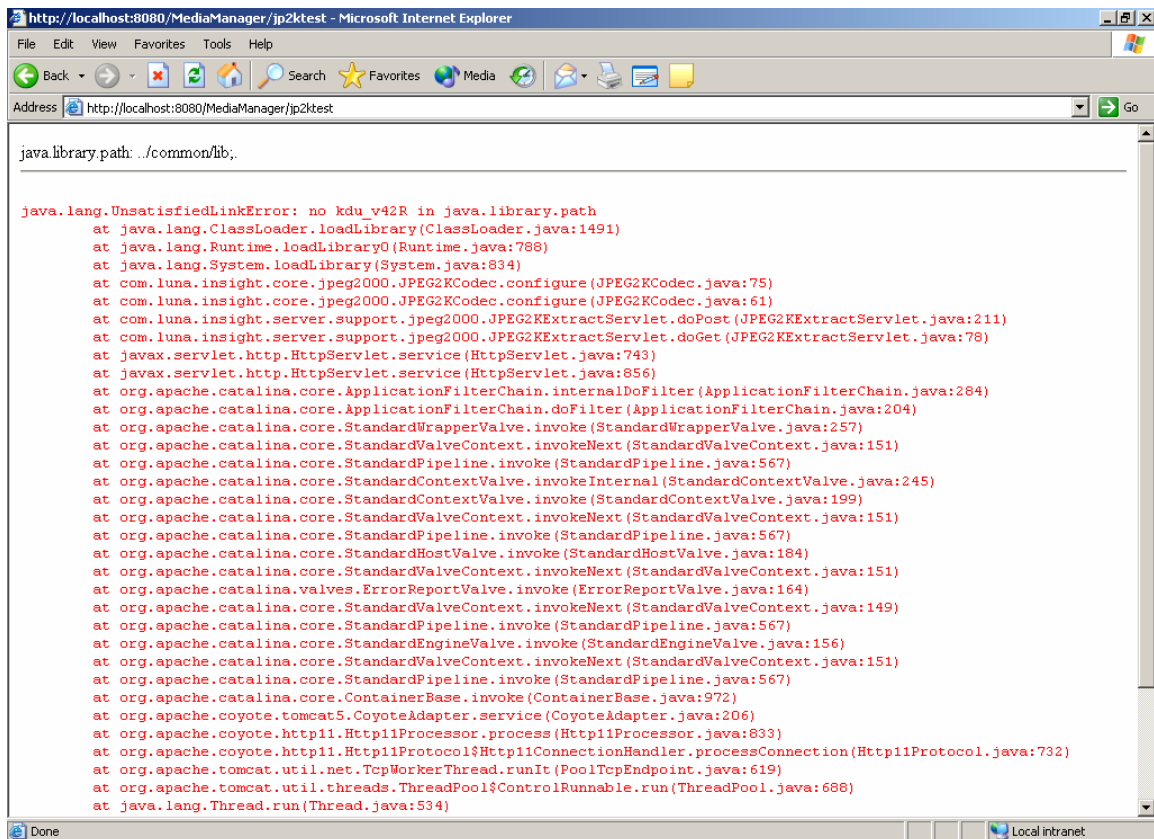 http://localhost:8080/MediaManager/jp2ktest - Microsoft Internet Explorer
File Edit View Favorites Tools Help
Back Search Favorites Media
Address http://localhost:8080/MediaManager/jp2ktest Go
java.library.path: ../common/lib;.
java.lang.UnsatisfiedLinkError: no kdu_v42R in java.library.path
at java.lang.ClassLoader.loadLibrary(ClassLoader.java:1491)
at java.lang.Runtime.loadLibrary0(Runtime.java:788)
at java.lang.System.loadLibrary(System.java:834)
at com.luna.insight.core.jpeg2000.JPEG2KCodec.configure(JPEG2KCodec.java:75)
at com.luna.insight.core.jpeg2000.JPEG2KCodec.configure(JPEG2KCodec.java:61)
at com.luna.insight.server.support.jpeg2000.JPEG2KExtractServlet.doPost(JPEG2KExtractServlet.java:211)
at com.luna.insight.server.support.jpeg2000.JPEG2KExtractServlet.doGet(JPEG2KExtractServlet.java:78)
at javax.servlet.http.HttpServlet.service(HttpServlet.java:743)
at javax.servlet.http.HttpServlet.service(HttpServlet.java:856)
at org.apache.catalina.core.ApplicationFilterChain.internalDoFilter(ApplicationFilterChain.java:284)
at org.apache.catalina.core.ApplicationFilterChain.doFilter(ApplicationFilterChain.java:204)
at org.apache.catalina.core.StandardWrapperValve.invoke(StandardWrapperValve.java:257)
at org.apache.catalina.core.StandardValveContext.invokeNext(StandardValveContext.java:151)
at org.apache.catalina.core.StandardPipeline.invoke(StandardPipeline.java:567)
at org.apache.catalina.core.StandardContextValve.invokeInternal(StandardContextValve.java:245)
at org.apache.catalina.core.StandardContextValve.invoke(StandardContextValve.java:199)
at org.apache.catalina.core.StandardValveContext.invokeNext(StandardValveContext.java:151)
at org.apache.catalina.core.StandardPipeline.invoke(StandardPipeline.java:567)
at org.apache.catalina.core.StandardHostValve.invoke(StandardHostValve.java:184)
at org.apache.catalina.core.StandardValveContext.invokeNext(StandardValveContext.java:151)
at org.apache.catalina.valves.ErrorReportValve.invoke(ErrorReportValve.java:164)
at org.apache.catalina.core.StandardValveContext.invokeNext(StandardValveContext.java:149)
at org.apache.catalina.core.StandardPipeline.invoke(StandardPipeline.java:567)
at org.apache.catalina.core.StandardEngineValve.invoke(StandardEngineValve.java:156)
at org.apache.catalina.core.StandardValveContext.invokeNext(StandardValveContext.java:151)
at org.apache.catalina.core.StandardPipeline.invoke(StandardPipeline.java:567)
at org.apache.catalina.core.ContainerBase.invoke(ContainerBase.java:972)
at org.apache.coyote.tomcat5.CoyoteAdapter.service(CoyoteAdapter.java:206)
at org.apache.coyote.http11.Http11Processor.process(Http11Processor.java:833)
at org.apache.coyote.http11.Http11Protocol$Http11ConnectionHandler.processConnection(Http11Protocol.java:732)
at org.apache.tomcat.util.net.TcpWorkerThread.runIt(PoolTcpEndpoint.java:619)
at org.apache.tomcat.util.threads.ThreadPool$ControlRunnable.run(ThreadPool.java:688)
at java.lang.Thread.run(Thread.java:534)
Done Local intranet